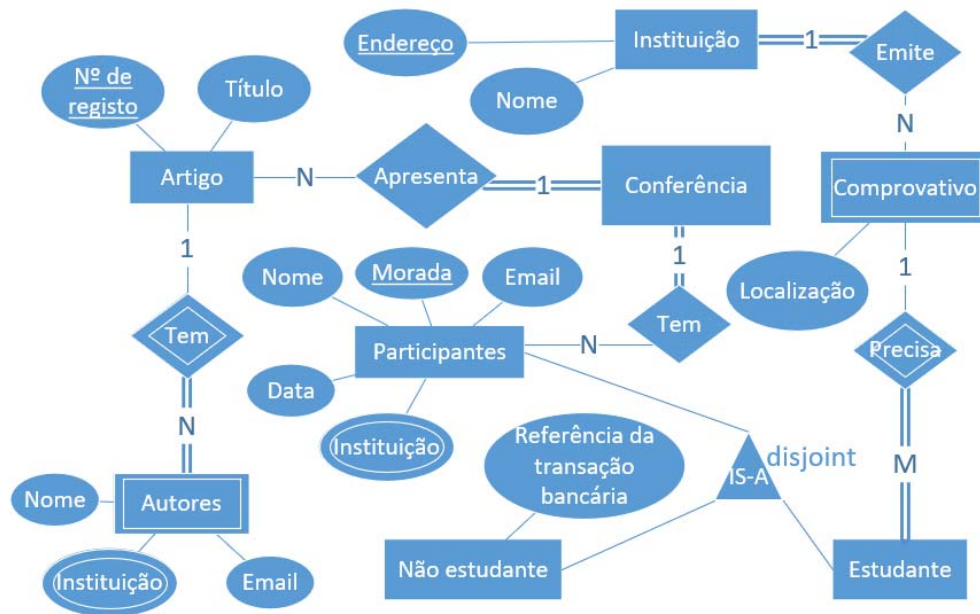 Endereço
Instituição
1
Emite
Nº de
registo
Título
Nome
N
Artigo
N
Apresenta
1
Conferência
Comprovativo
1
Nome
Morada
Email
1
1
Localização
Tem
Participantes
N
Tem
Precisa
Data
N
Instituição
Referência da
transação
bancária
disjoint
IS-A
M
Nome
Autores
Instituição
Email
Não estudante
Estudante